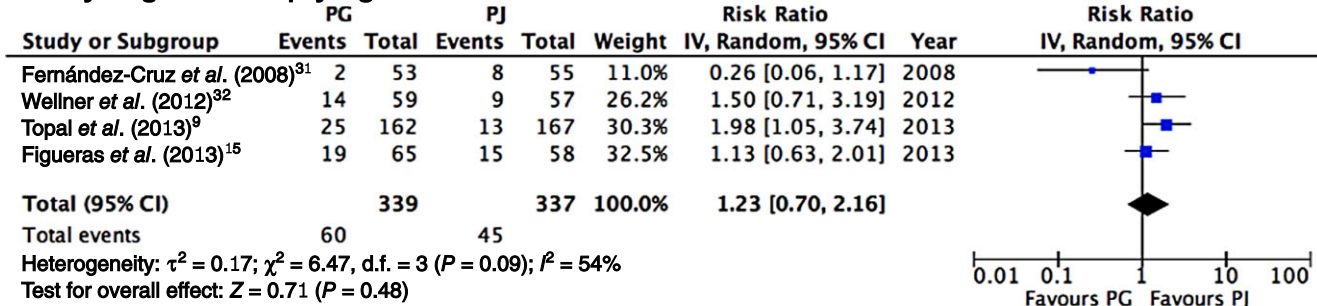 PG PJ Risk Ratio Risk Ratio
Study or Subgroup Events Total Events Total Weight IV, Random, 95% CI Year IV, Random, 95% CI
Fernández-Cruz et al. (2008)³¹ 2 53 8 55 11.0% 0.26 [0.06, 1.17] 2008
Wellner et al. (2012)³² 14 59 9 57 26.2% 1.50 [0.71, 3.19] 2012
Topal et al. (2013)⁹ 25 162 13 167 30.3% 1.98 [1.05, 3.74] 2013
Figueras et al. (2013)¹⁵ 19 65 15 58 32.5% 1.13 [0.63, 2.01] 2013
Total (95% CI) 339 337 100.0% 1.23 [0.70, 2.16]
Total events 60 45
Heterogeneity: τ² = 0.17; χ² = 6.47, d.f. = 3 (P = 0.09); I² = 54%
Test for overall effect: Z = 0.71 (P = 0.48)
0.01 0.1 1 10 100
Favours PG Favours PJ